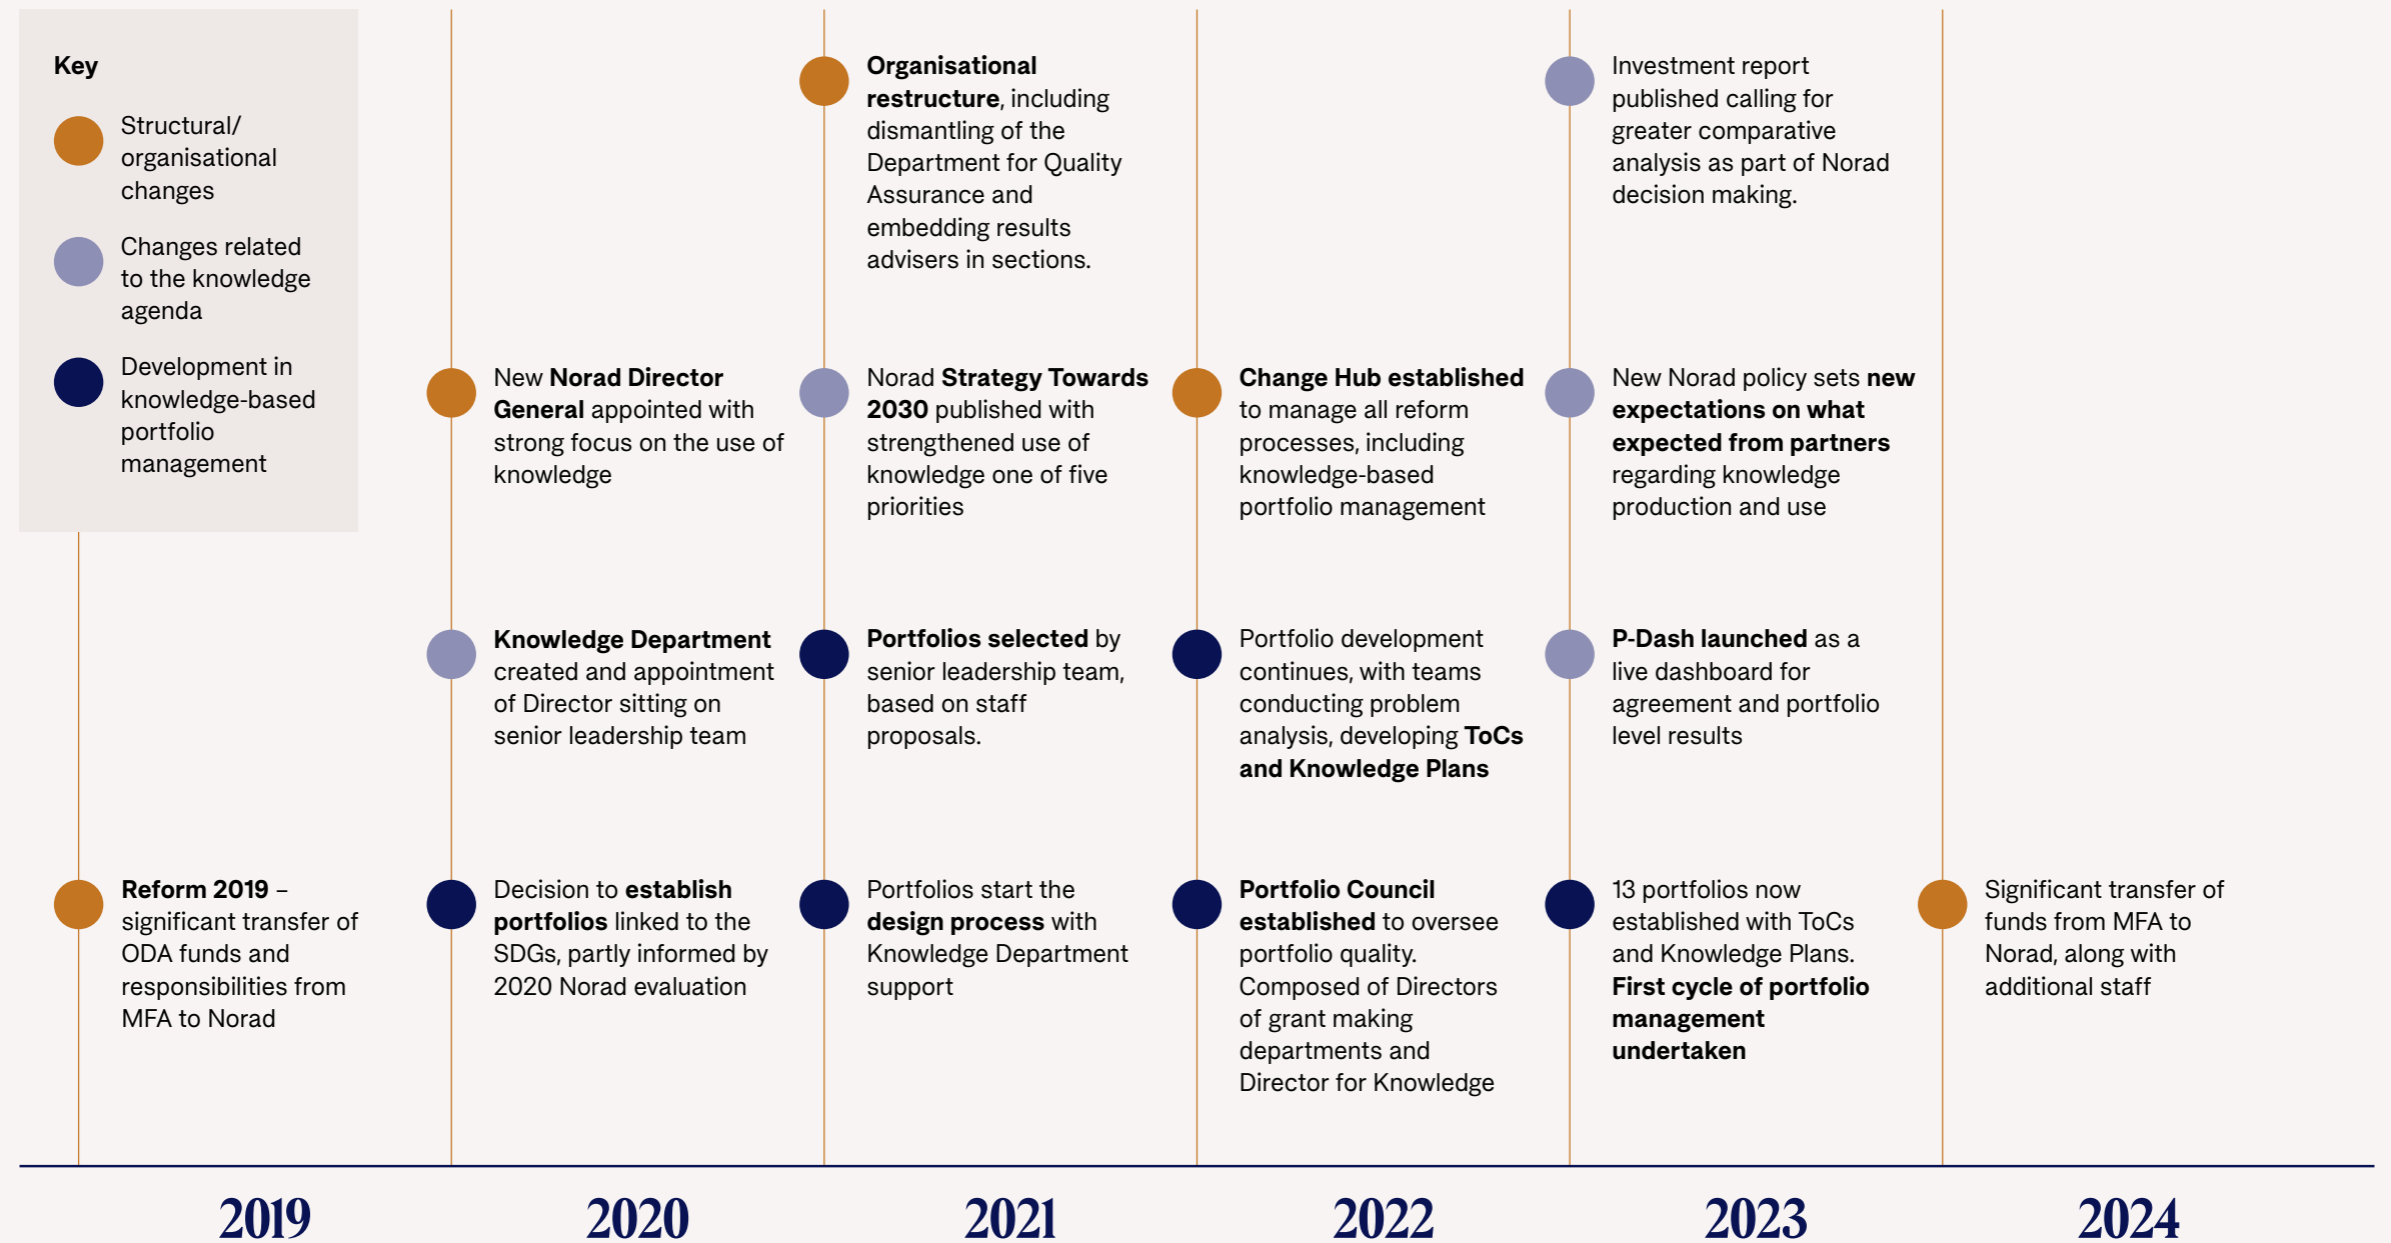 Key
Structural/
organisational
changes
Changes related
to the knowledge
agenda
Development in
knowledge-based
portfolio
management
Reform 2019 –
significant transfer of
ODA funds and
responsibilities from
MFA to Norad
New Norad Director
General appointed with
strong focus on the use of
knowledge
Knowledge Department
created and appointment
of Director sitting on
senior leadership team
Decision to establish
portfolios linked to the
SDGs, partly informed by
2020 Norad evaluation
Organisational
restructure, including
dismantling of the
Department for Quality
Assurance and
embedding results
advisers in sections.
Norad Strategy Towards
2030 published with
strengthened use of
knowledge one of five
priorities
Portfolios selected by
senior leadership team,
based on staff
proposals.
Portfolios start the
design process with
Knowledge Department
support
Change Hub established
to manage all reform
processes, including
knowledge-based
portfolio management
Portfolio development
continues, with teams
conducting problem
analysis, developing ToCs
and Knowledge Plans
Portfolio Council
established to oversee
portfolio quality.
Composed of Directors
of grant making
departments and
Director for Knowledge
Investment report
published calling for
greater comparative
analysis as part of Norad
decision making.
New Norad policy sets new
expectations on what
expected from partners
regarding knowledge
production and use
P-Dash launched as a
live dashboard for
agreement and portfolio
level results
13 portfolios now
established with ToCs
and Knowledge Plans.
First cycle of portfolio
management
undertaken
Significant transfer of
funds from MFA to
Norad, along with
additional staff
2019
2020
2021
2022
2023
2024